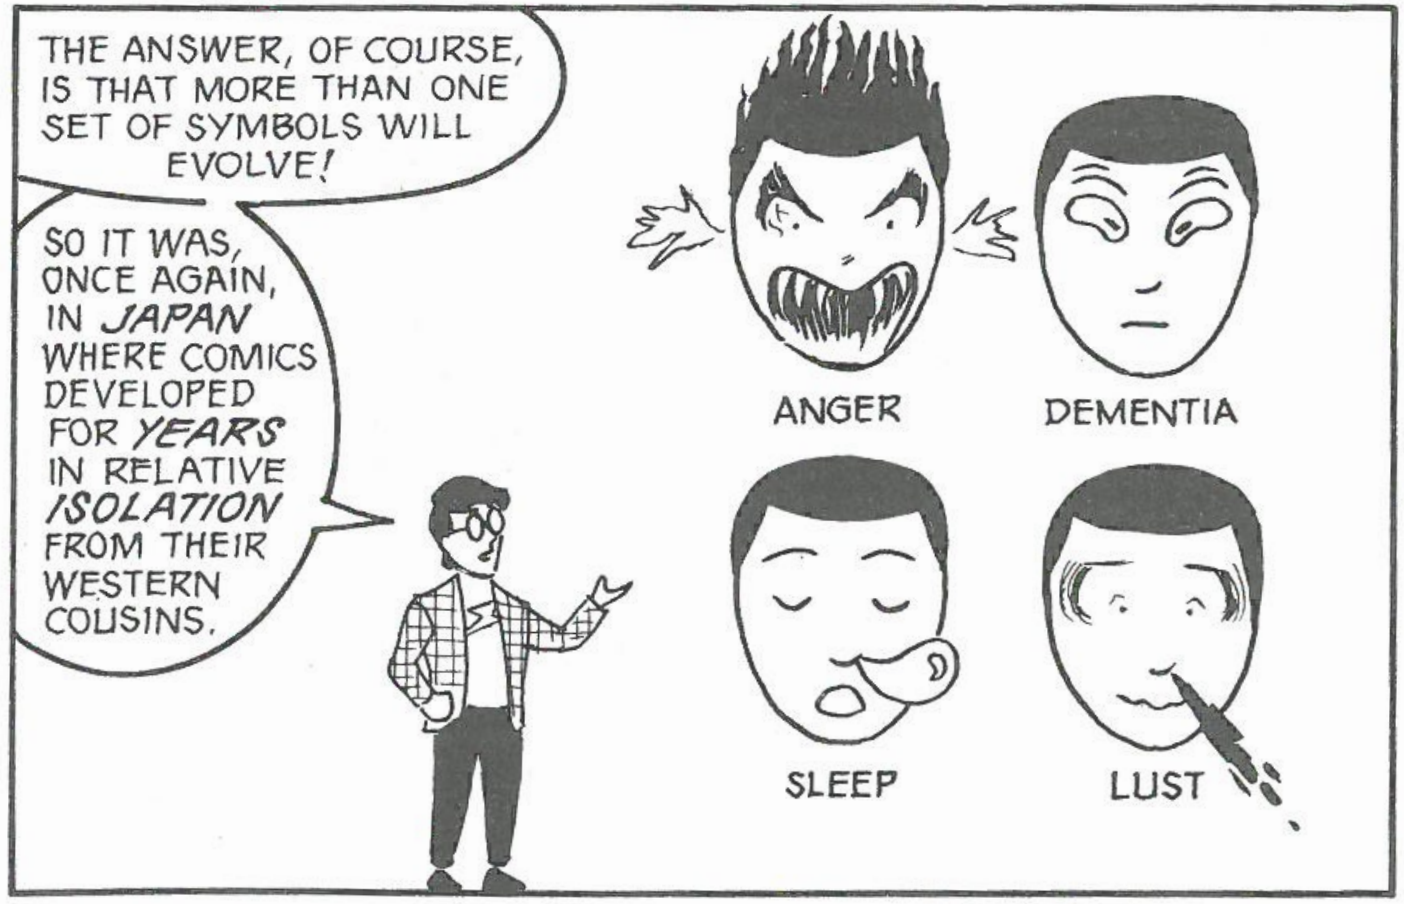 THE ANSWER, OF COURSE,
IS THAT MORE THAN ONE
SET OF SYMBOLS WILL
EVOLVE!
SO IT WAS,
ONCE AGAIN,
IN JAPAN
WHERE COMICS
DEVELOPED
FOR YEARS
IN RELATIVE
ISOLATION
FROM THEIR
WESTERN
COUSINS.
ANGER
DEMENTIA
SLEEP
LUST